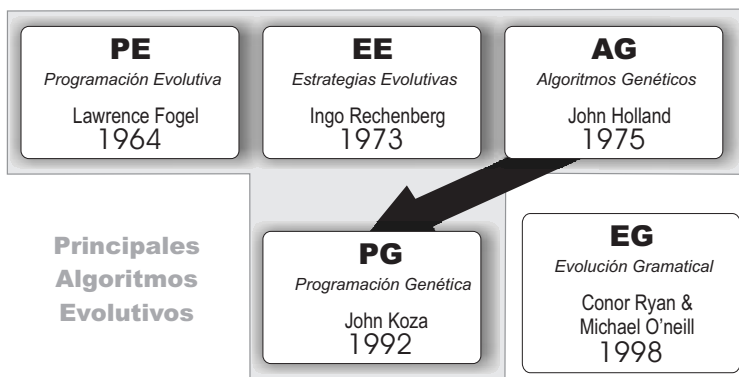 PE
Programación Evolutiva
Lawrence Fogel
1964
EE
Estrategias Evolutivas
Ingo Rechenberg
1973
AG
Algoritmos Genéticos
John Holland
1975
Principales
Algoritmos
Evolutivos
PG
Programación Genética
John Koza
1992
EG
Evolución Gramatical
Conor Ryan &
Michael O'neill
1998